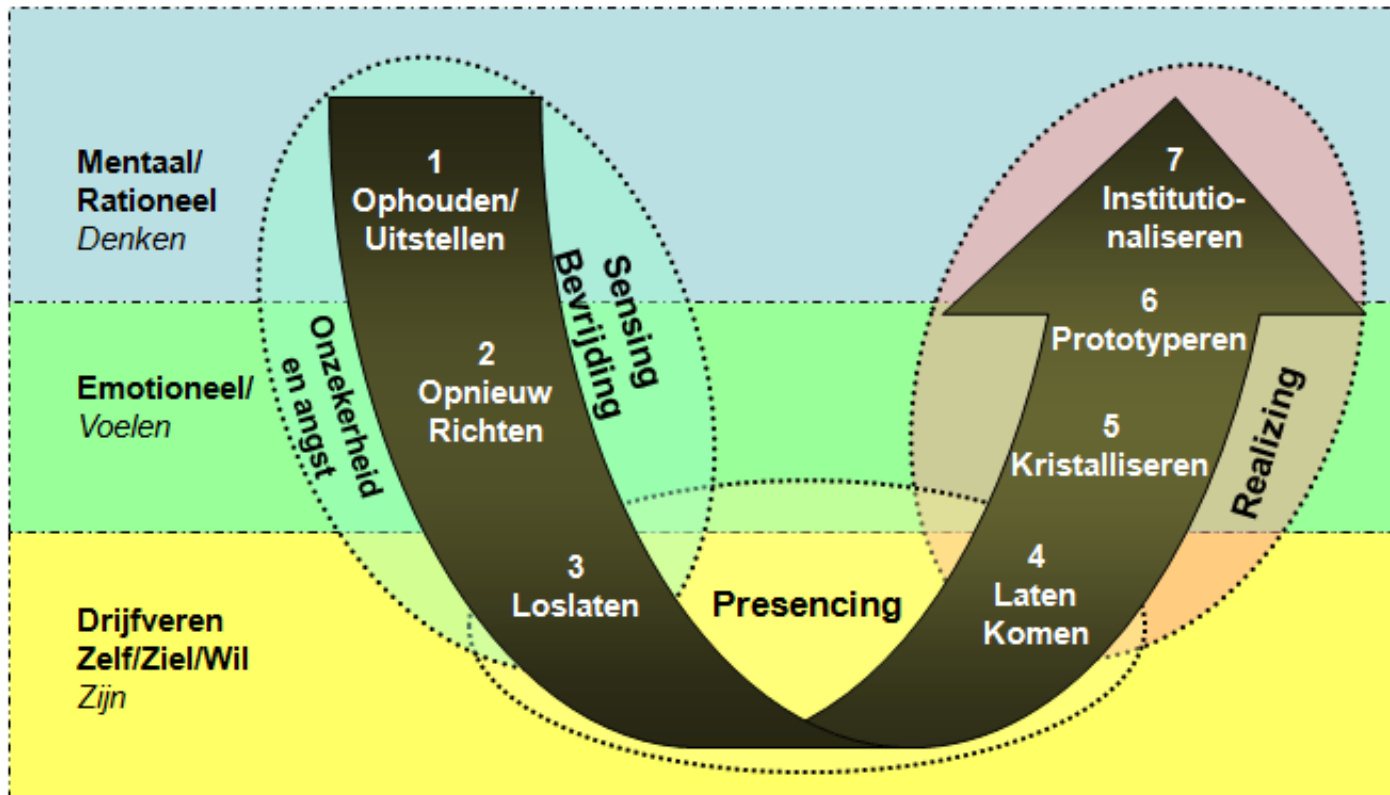 Mentaal/
Rationeel
Denken
Emotioneel/
Voelen
Drijfveren
Zelf/Ziel/Wil
Zijn
1
Ophouden/
Uitstellen
2
Opnieuw
Richten
3
Loslaten
Onzekerheid
en angst
Sensing
Bevrijding
Presencing
4
Laten
Komen
5
Kristalliseren
6
Prototyperen
7
Institutio-
naliseren
Realizing